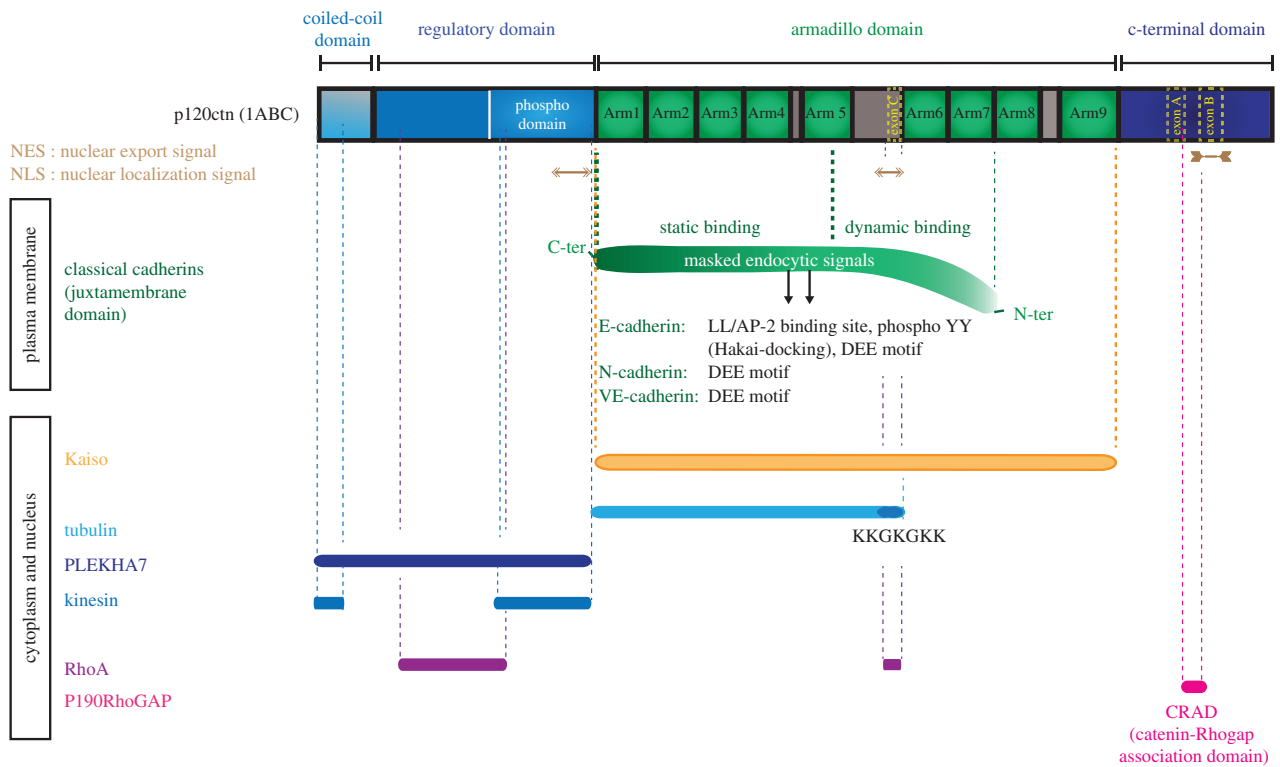 coiled-coil
domain
regulatory domain
armadillo domain
c-terminal domain
p120ctn (1ABC)
phospho
domain
Arm1
Arm2
Arm3
Arm4
Arm 5
exon C
Arm6
Arm7
Arm8
Arm9
exon A
exon B
NES : nuclear export signal
NLS : nuclear localization signal
plasma membrane
classical cadherins
(juxtamembrane
domain)
static binding
dynamic binding
C-ter
masked endocytic signals
N-ter
E-cadherin: LL/AP-2 binding site, phospho YY
(Hakai-docking), DEE motif
N-cadherin: DEE motif
VE-cadherin: DEE motif
cytoplasm and nucleus
Kaiso
tubulin
KKGKGKK
PLEKHA7
kinesin
RhoA
P190RhoGAP
CRAD
(catenin-Rhogap
association domain)